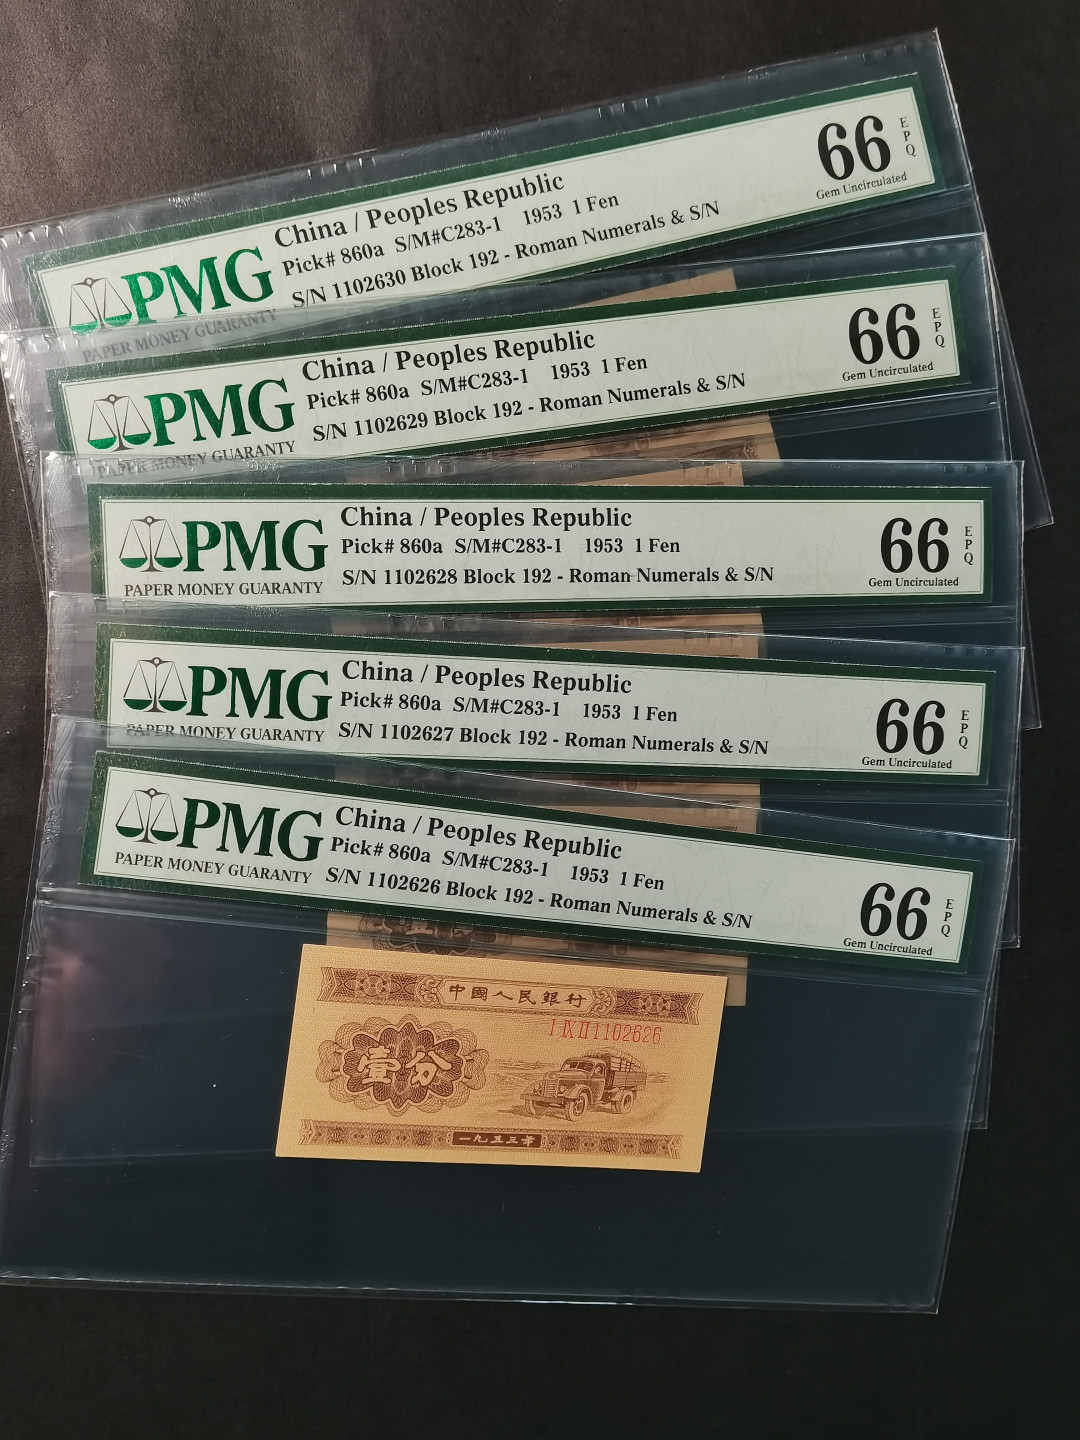 China / Peoples Republic
Pick# 860a S/M#C283-1 1953 1 Fen
S/N 1102630 Block 192 - Roman Numerals & S/N
PMG
PAPER MONEY GUARANTY
66
EPQ
Gem Uncirculated
China / Peoples Republic
Pick# 860a S/M#C283-1 1953 1 Fen
S/N 1102629 Block 192 - Roman Numerals & S/N
PMG
PAPER MONEY GUARANTY
66
EPQ
Gem Uncirculated
China / Peoples Republic
Pick# 860a S/M#C283-1 1953 1 Fen
S/N 1102628 Block 192 - Roman Numerals & S/N
PMG
PAPER MONEY GUARANTY
66
EPQ
Gem Uncirculated
China / Peoples Republic
Pick# 860a S/M#C283-1 1953 1 Fen
S/N 1102627 Block 192 - Roman Numerals & S/N
PMG
PAPER MONEY GUARANTY
66
EPQ
Gem Uncirculated
China / Peoples Republic
Pick# 860a S/M#C283-1 1953 1 Fen
S/N 1102626 Block 192 - Roman Numerals & S/N
PMG
PAPER MONEY GUARANTY
66
EPQ
Gem Uncirculated
中國人民銀行
I IX II 1102626
壹分
一九五三年